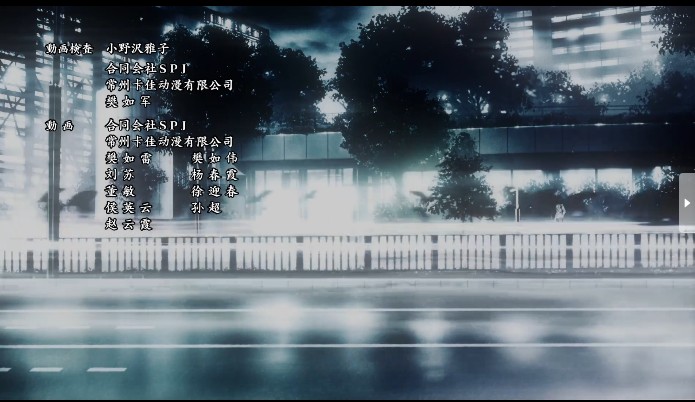 動画検査 小野沢雅子
合同会社SPJ
常州卡佳动漫有限公司
樊如军
動画 合同会社SPJ
常州卡佳动漫有限公司
樊如雷 樊如伟
刘苏 杨春霞
童敏 徐迎春
侯英云 孙超
赵云霞